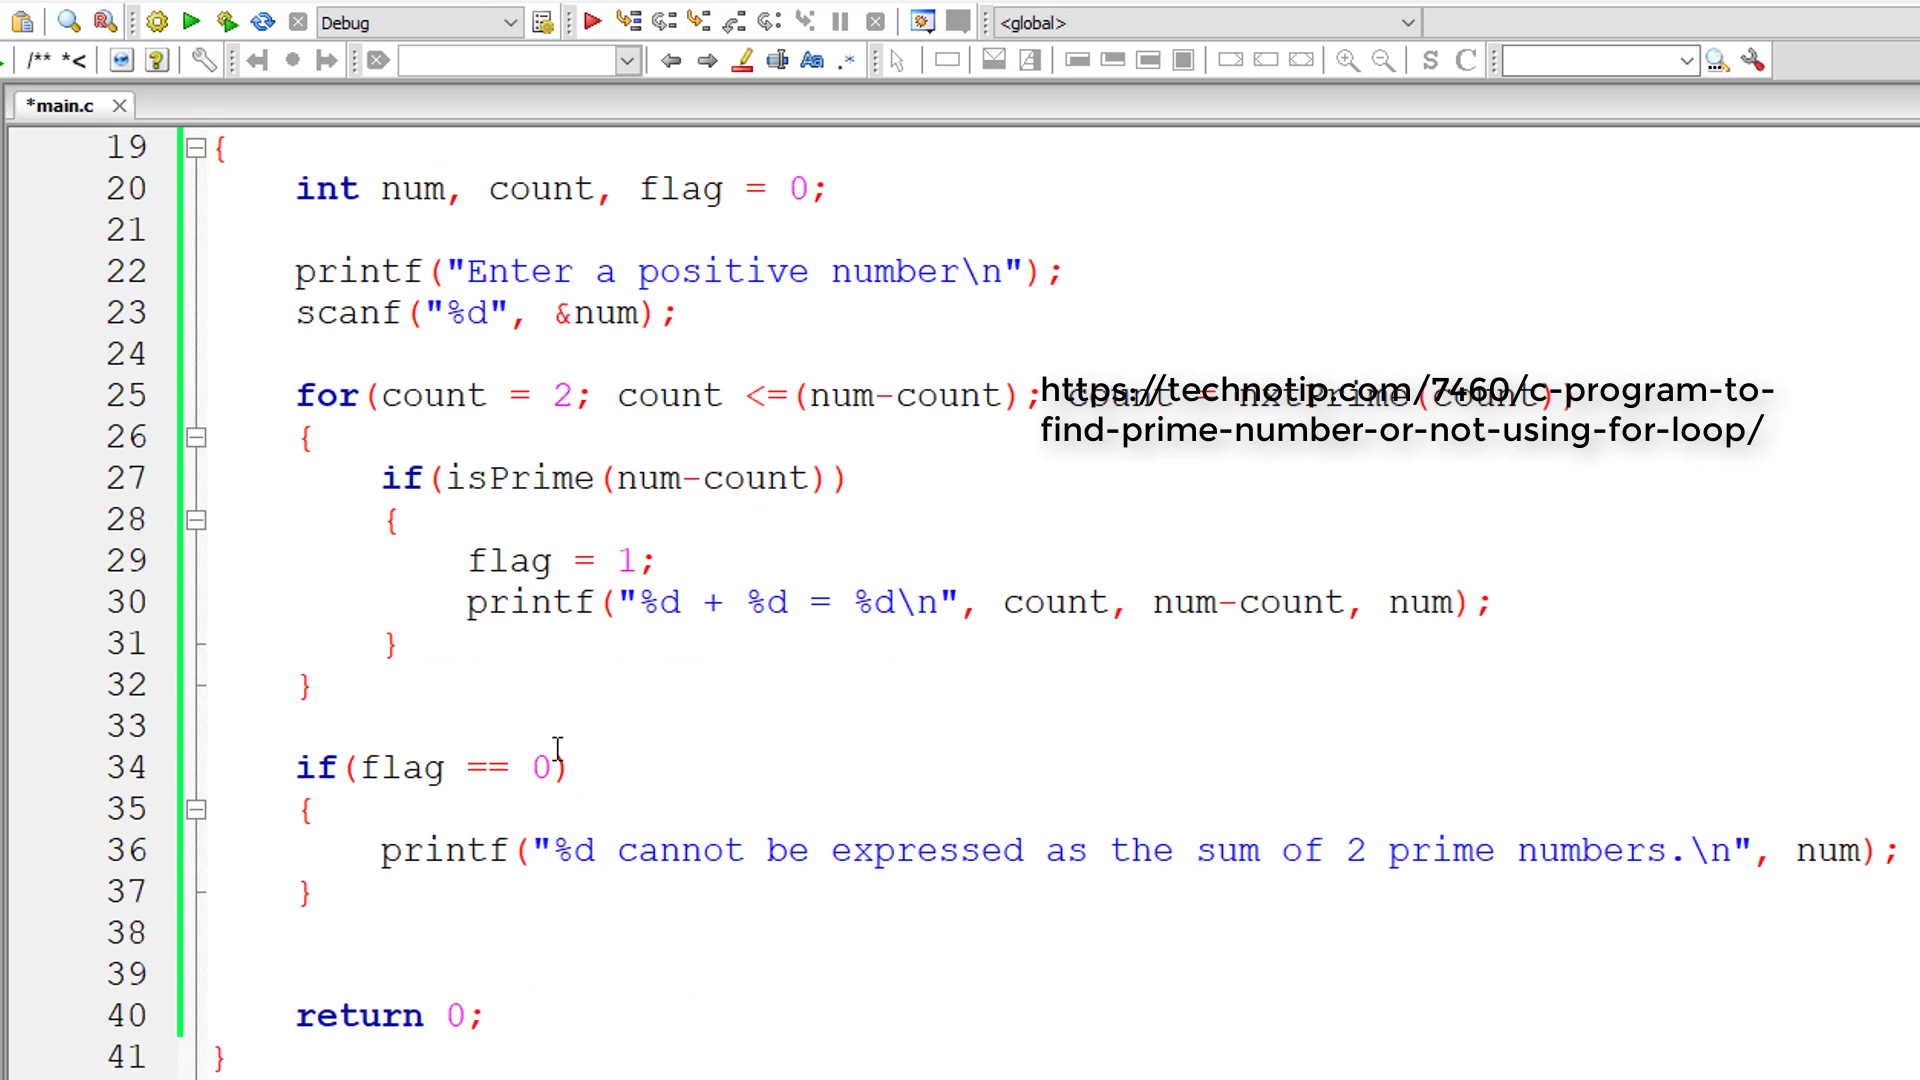 Debug
<global>
/** *<
S C
*main.c
19 {
20 int num, count, flag = 0;
21
22 printf("Enter a positive number\n");
23 scanf("%d", &num);
24
25 for(count = 2; count <=(num-count); count = nxtPrime(count))
https://technotip.com/7460/c-program-to-
find-prime-number-or-not-using-for-loop/
26 {
27 if(isPrime(num-count))
28 {
29 flag = 1;
30 printf("%d + %d = %d\n", count, num-count, num);
31 }
32 }
33
34 if(flag == 0)
35 {
36 printf("%d cannot be expressed as the sum of 2 prime numbers.\n", num);
37 }
38
39
40 return 0;
41 }